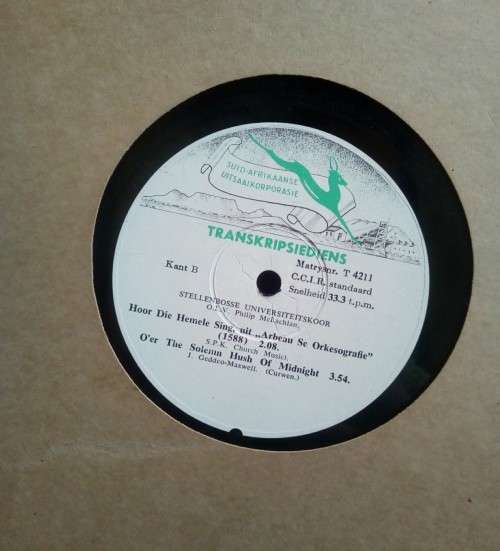 SUID-AFRIKAANSE
UITSAAIKORPORASIE
TRANSKRIPSIEDIENS
Kant B
Matrysnr. T 4211
C.C.I.R. standaard
Snelheid 33.3 t.p.m.
STELLENBOSSE UNIVERSITEITSKOOR
O.L.V. Philip McLachlan.
Hoor Die Hemele Sing, uit „Arbeau Se Orkesografie”
(1588) 2.08.
S.P.K. Church Music).
O'er The Solemn Hush Of Midnight 3.54.
J. Geddeo-Maxwell. (Curwen.)